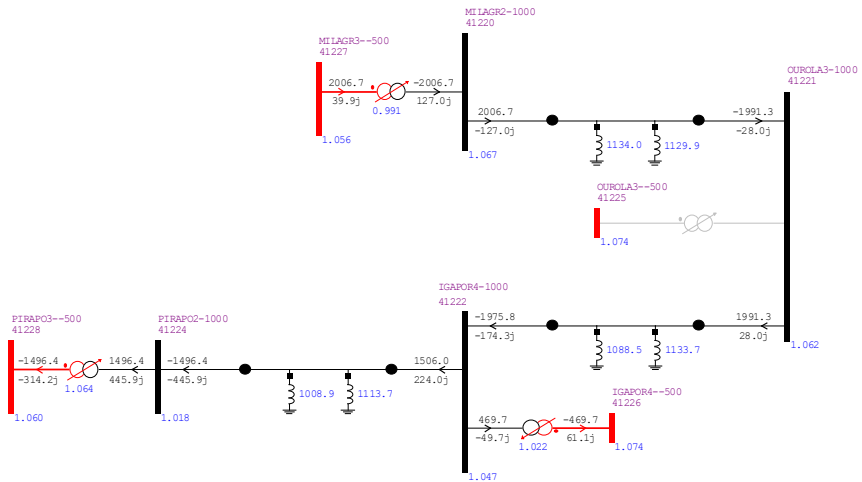 MILAGR2-1000
41220
MILAGR3--500
41227
2006.7
39.9j
0.991
-2006.7
127.0j
1.056
1.067
2006.7
-127.0j
1134.0
1129.9
-1991.3
-28.0j
OUROLA3-1000
41221
OUROLA3--500
41225
1.074
IGAPOR4-1000
41222
-1975.8
-174.3j
1088.5
1133.7
1991.3
28.0j
1.062
PIRAPO3--500
41228
-1496.4
-314.2j
1.064
1496.4
445.9j
1.060
PIRAPO2-1000
41224
-1496.4
-445.9j
1.018
1008.9
1113.7
1506.0
224.0j
469.7
-49.7j
1.022
-469.7
61.1j
IGAPOR4--500
41226
1.074
1.047